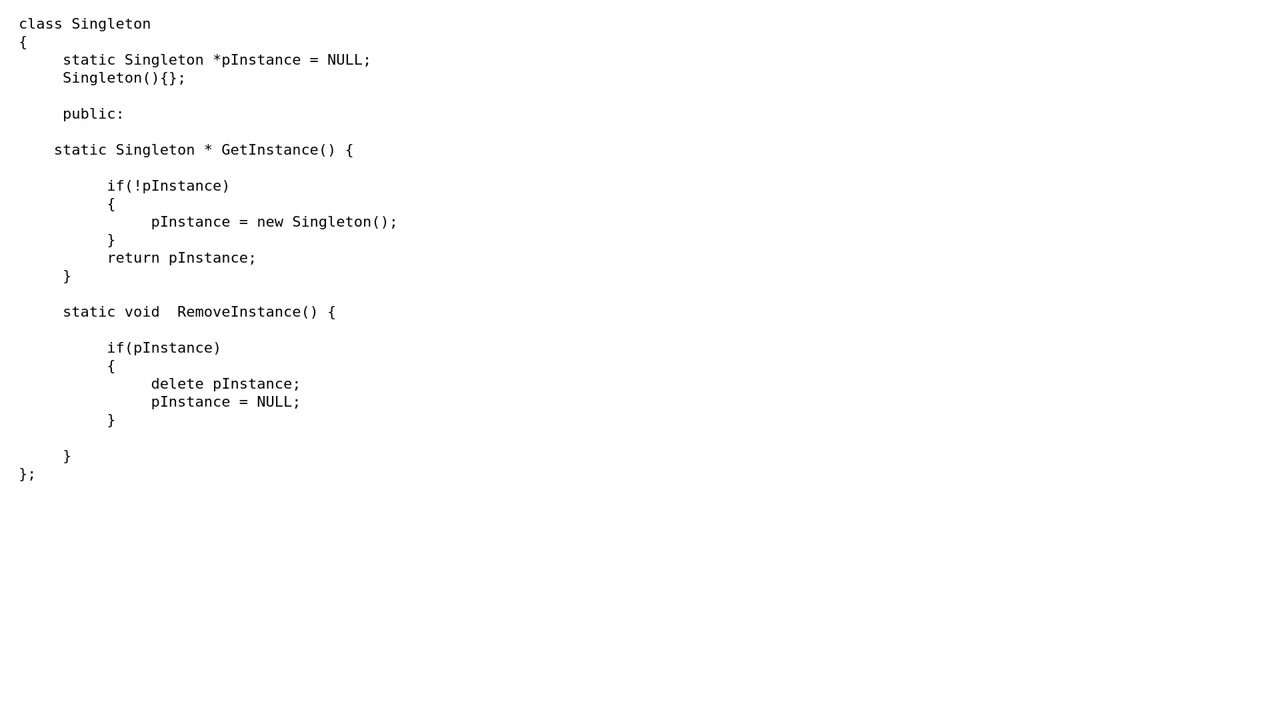 class Singleton
{
     static Singleton *pInstance = NULL;
     Singleton(){};
     public:
    static Singleton * GetInstance() {
          if(!pInstance)
          {
               pInstance = new Singleton();
          }
          return pInstance;
     }
     static void  RemoveInstance() {
          if(pInstance)
          {
               delete pInstance;
               pInstance = NULL;
          }
     }
};